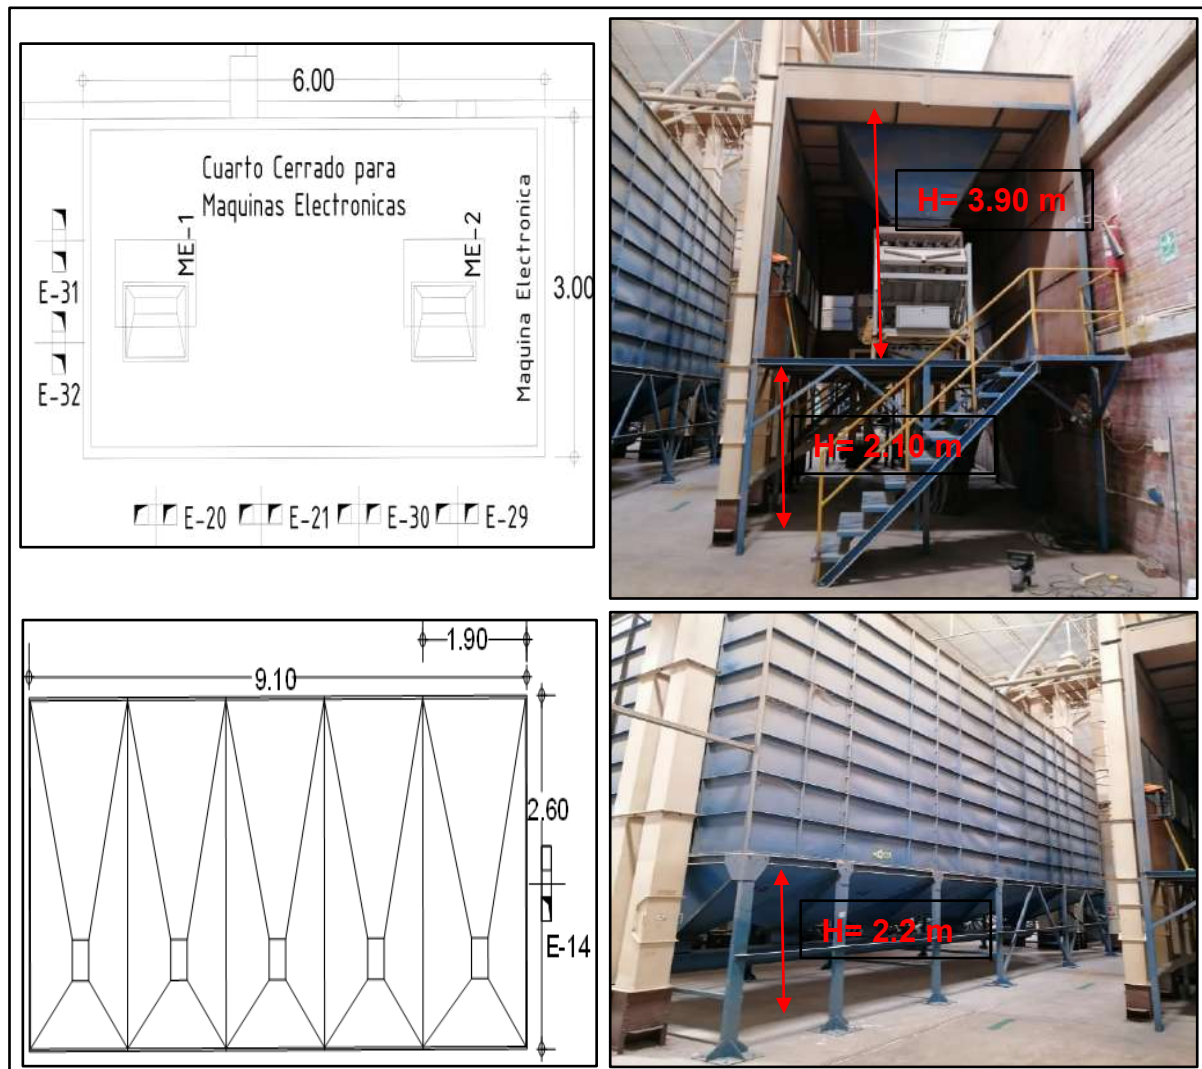 6.00
Cuarto Cerrado para
Maquinas Electronicas
ME-1
ME-2
Maquina Electronica
3.00
E-31
E-32
E-20
E-21
E-30
E-29
H= 3.90 m
H= 2.10 m
1.90
9.10
2.60
E-14
H= 2.2 m